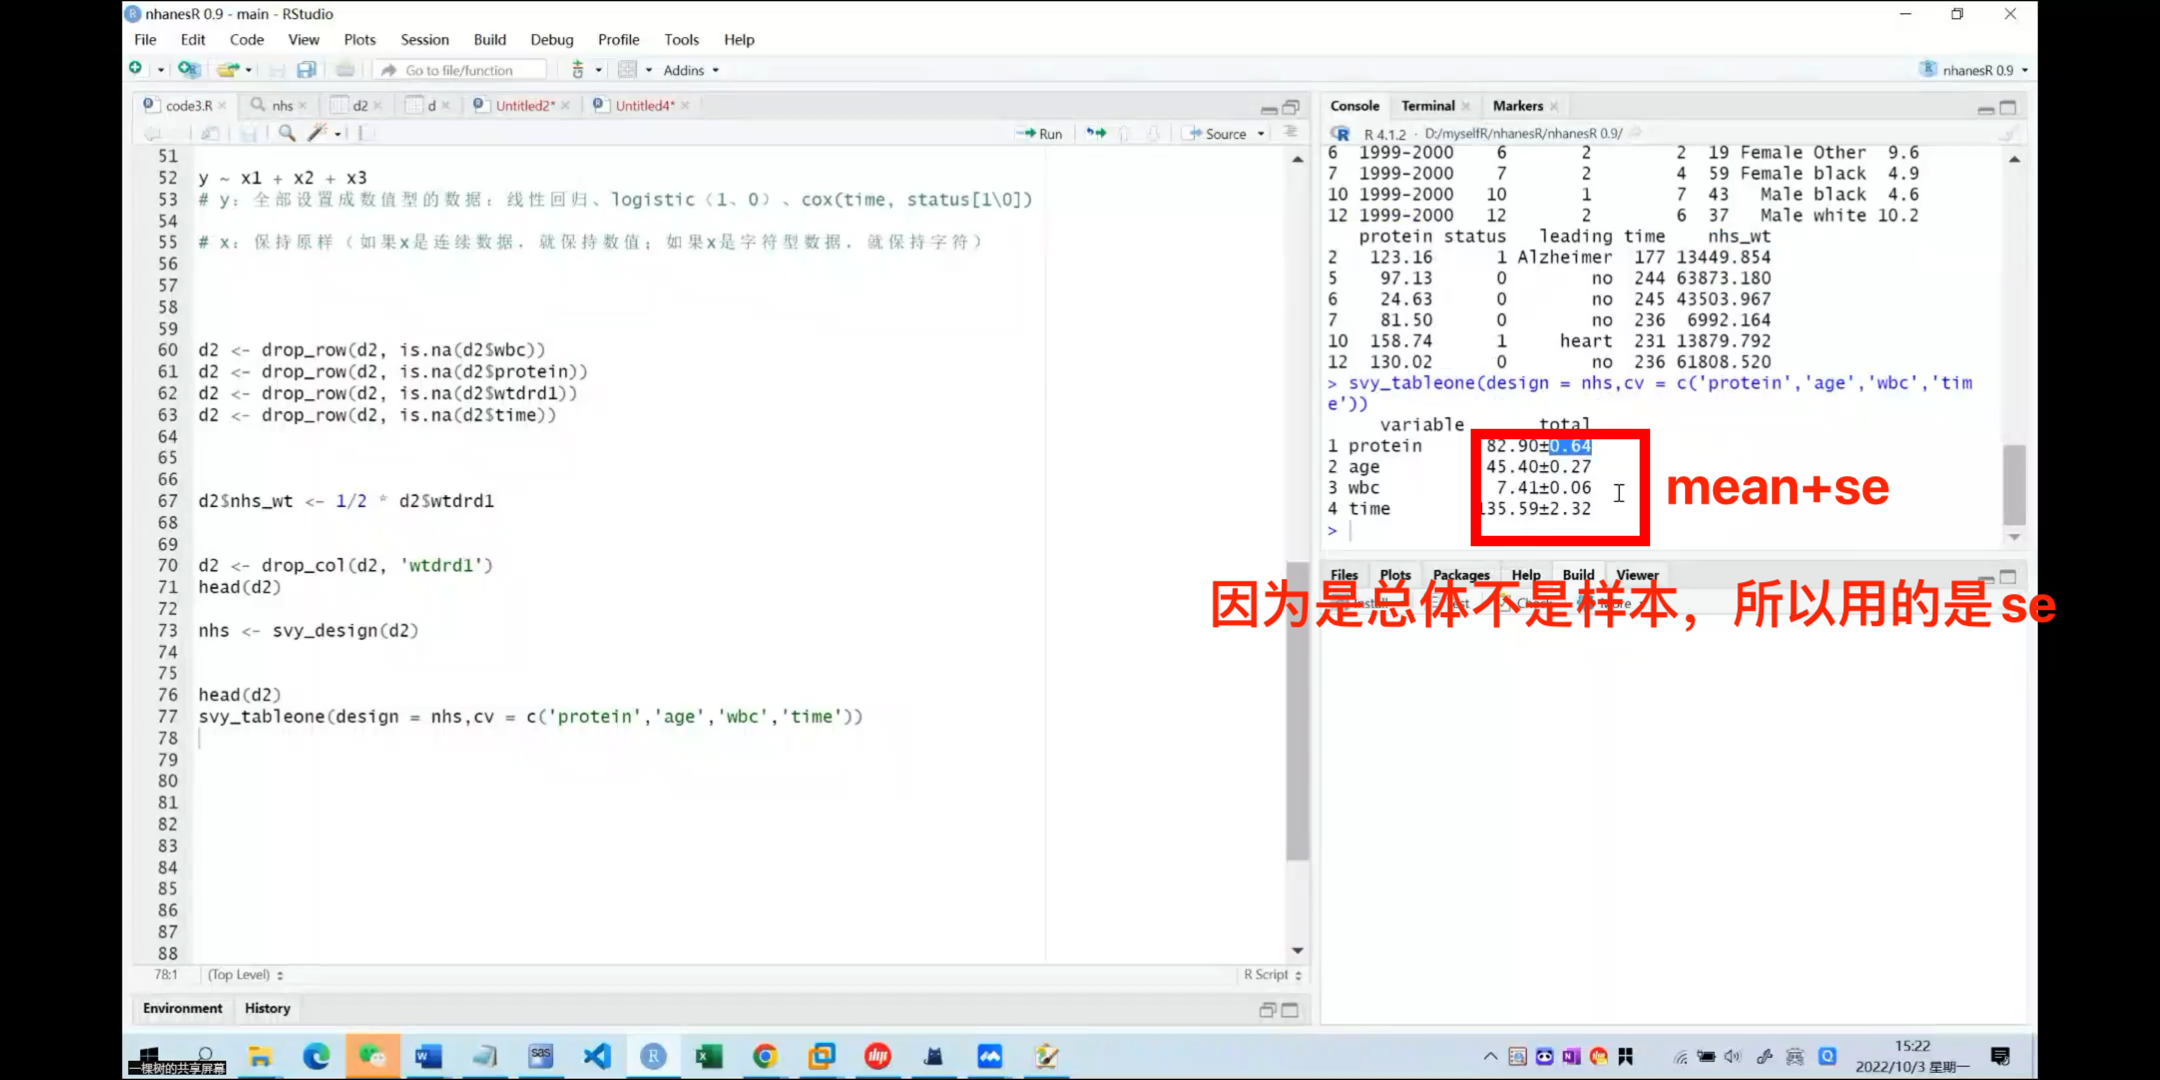 nhanesR 0.9 - main - RStudio
File Edit Code View Plots Session Build Debug Profile Tools Help
Go to file/function
Addins
nhanesR 0.9
code3.R
nhs
d2
d
Untitled2*
Untitled4*
Run
Source
51
52 y ~ x1 + x2 + x3
53 # y: 全部设置成数值型的数据: 线性回归、logistic（1、0）、cox(time, status[1\0])
54
55 # x: 保持原样（如果x是连续数据，就保持数值；如果x是字符型数据，就保持字符）
56
57
58
59
60 d2 <- drop_row(d2, is.na(d2$wbc))
61 d2 <- drop_row(d2, is.na(d2$protein))
62 d2 <- drop_row(d2, is.na(d2$wtdrd1))
63 d2 <- drop_row(d2, is.na(d2$time))
64
65
66
67 d2$nhs_wt <- 1/2 * d2$wtdrd1
68
69
70 d2 <- drop_col(d2, 'wtdrd1')
71 head(d2)
72
73 nhs <- svy_design(d2)
74
75
76 head(d2)
77 svy_tableone(design = nhs,cv = c('protein','age','wbc','time'))
78
79
80
81
82
83
84
85
86
87
88
78:1 (Top Level)
R Script
Environment History
Console Terminal Markers
R 4.1.2 · D:/myselfR/nhanesR/nhanesR 0.9/
6 1999-2000 6 2 2 19 Female Other 9.6
7 1999-2000 7 2 4 59 Female black 4.9
10 1999-2000 10 1 7 43 Male black 4.6
12 1999-2000 12 2 6 37 Male white 10.2
protein status leading time nhs_wt
2 123.16 1 Alzheimer 177 13449.854
5 97.13 0 no 244 63873.180
6 24.63 0 no 245 43503.967
7 81.50 0 no 236 6992.164
10 158.74 1 heart 231 13879.792
12 130.02 0 no 236 61808.520
> svy_tableone(design = nhs,cv = c('protein','age','wbc','tim
e'))
variable total
1 protein 82.90±0.64
2 age 45.40±0.27
3 wbc 7.41±0.06
4 time 135.59±2.32
>
mean+se
Files Plots Packages Help Build Viewer
More
因为是总体不是样本，所以用的是se
一棵树的共享屏幕
15:22
2022/10/3 星期一